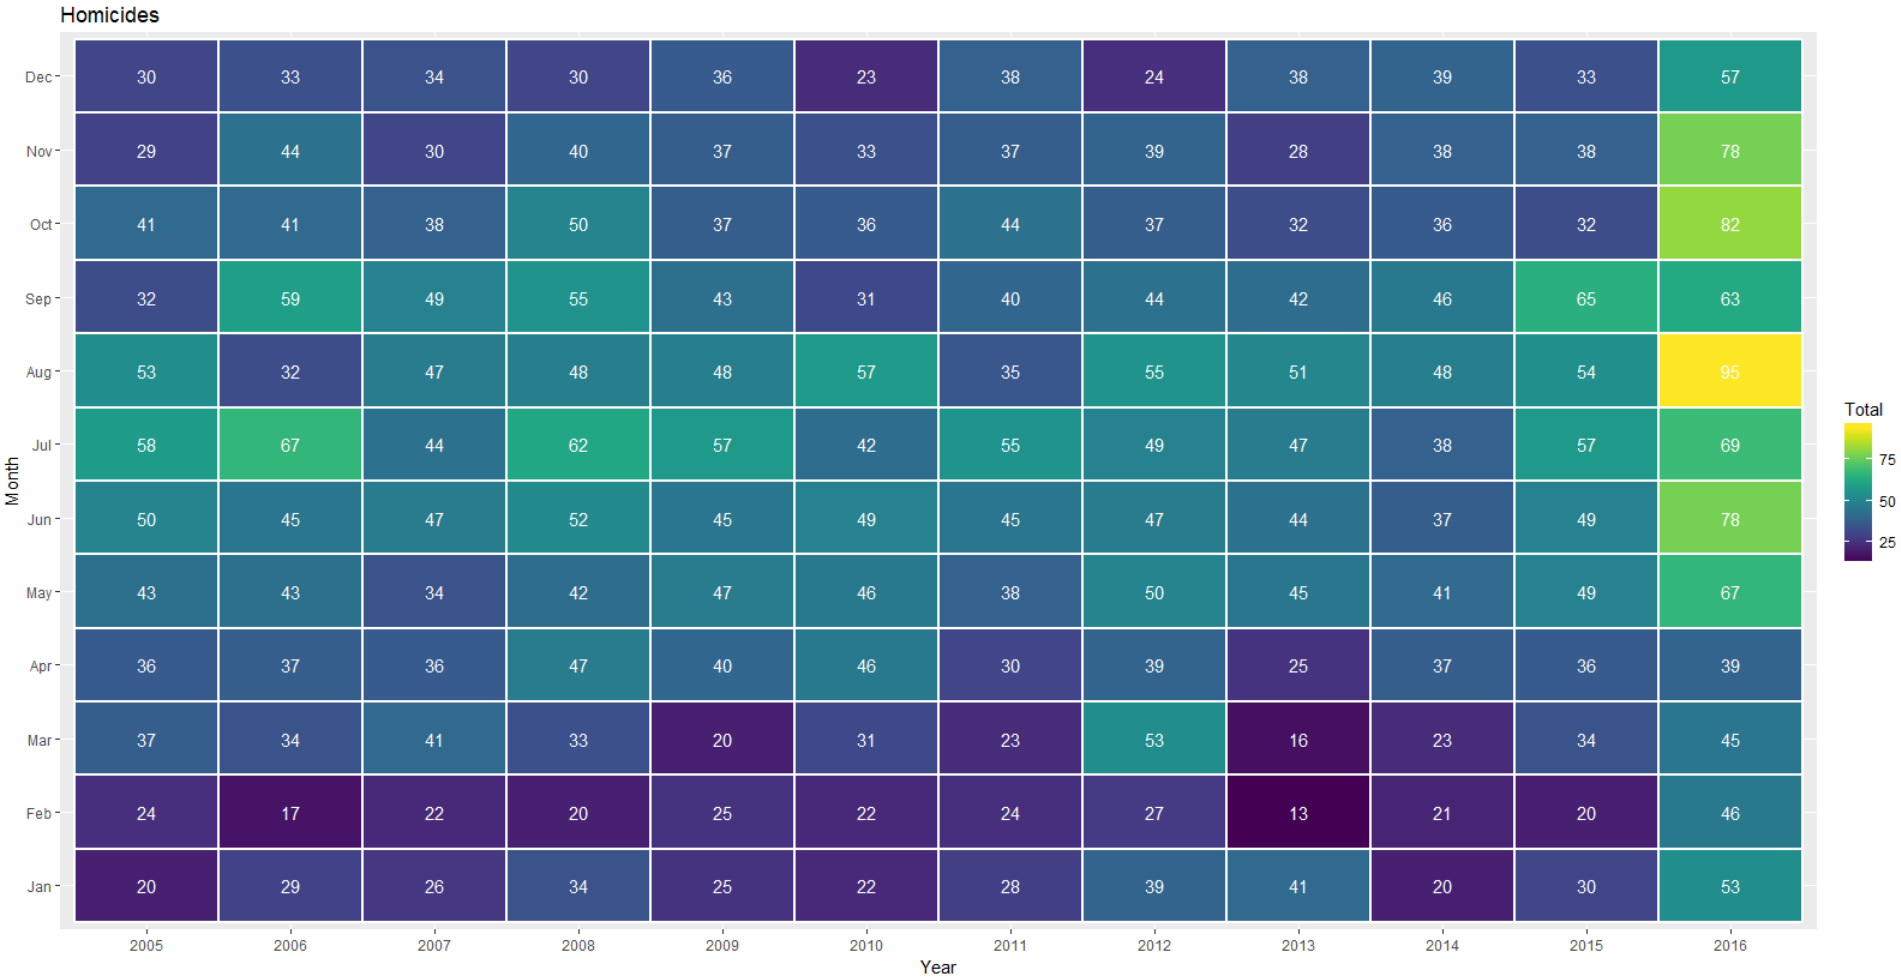 Homicides
Dec 30 33 34 30 36 23 38 24 38 39 33 57
Nov 29 44 30 40 37 33 37 39 28 38 38 78
Oct 41 41 38 50 37 36 44 37 32 36 32 82
Sep 32 59 49 55 43 31 40 44 42 46 65 63
Aug 53 32 47 48 48 57 35 55 51 48 54 95
Jul 58 67 44 62 57 42 55 49 47 38 57 69
Jun 50 45 47 52 45 49 45 47 44 37 49 78
May 43 43 34 42 47 46 38 50 45 41 49 67
Apr 36 37 36 47 40 46 30 39 25 37 36 39
Mar 37 34 41 33 20 31 23 53 16 23 34 45
Feb 24 17 22 20 25 22 24 27 13 21 20 46
Jan 20 29 26 34 25 22 28 39 41 20 30 53
2005 2006 2007 2008 2009 2010 2011 2012 2013 2014 2015 2016
Year
Month
Total
75
50
25